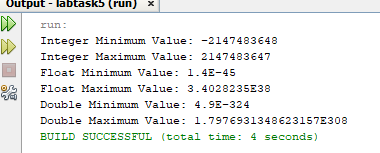 Output - labtask5 (run) ×
run:
Integer Minimum Value: -2147483648
Integer Maximum Value: 2147483647
Float Minimum Value: 1.4E-45
Float Maximum Value: 3.4028235E38
Double Minimum Value: 4.9E-324
Double Maximum Value: 1.7976931348623157E308
BUILD SUCCESSFUL (total time: 4 seconds)